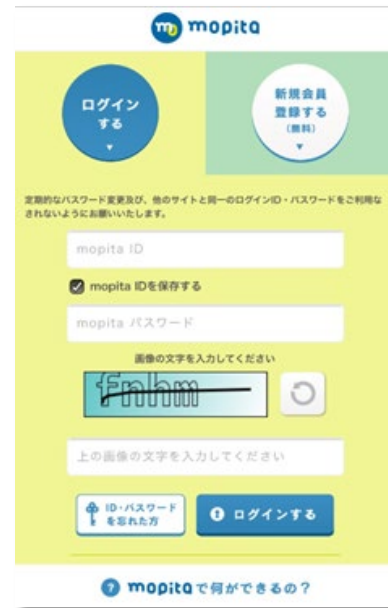 mopita
ログイン
する
新規会員
登録する
(無料)
定期的なパスワード変更及び、他のサイトと同一のログインID・パスワードをご利用な
されないようにお願いいたします。
mopita ID
mopita IDを保存する
mopita パスワード
画像の文字を入力してください
fnhm
上の画像の文字を入力してください
ID・パスワード
を忘れた方
ログインする
? mopitaで何ができるの？